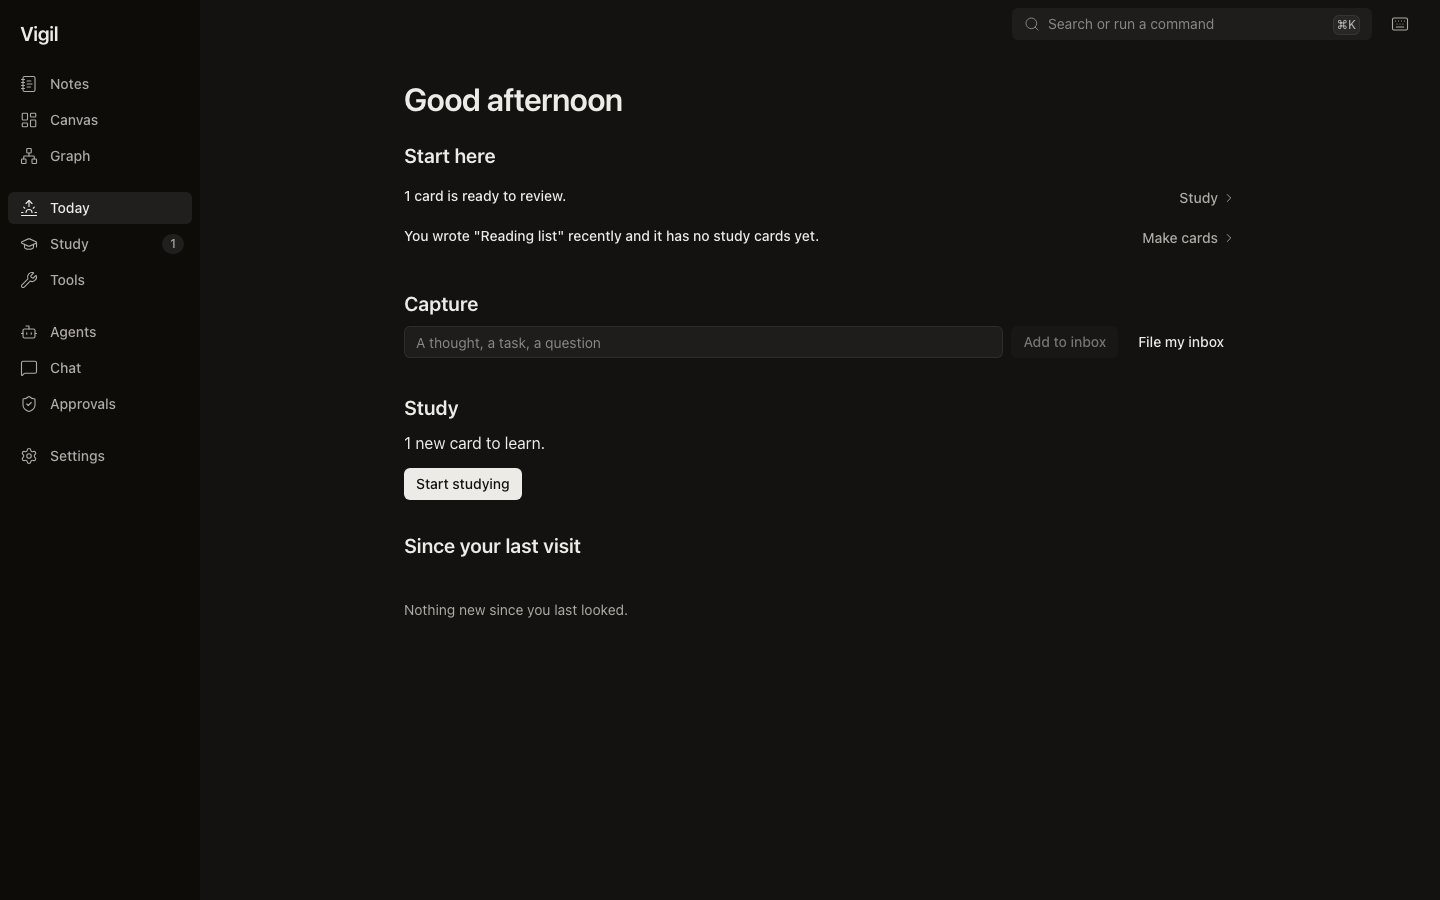 Vigil
Search or run a command ⌘K
Notes
Canvas
Graph
Today
Study 1
Tools
Agents
Chat
Approvals
Settings
Good afternoon
Start here
1 card is ready to review. Study
You wrote "Reading list" recently and it has no study cards yet. Make cards
Capture
A thought, a task, a question Add to inbox File my inbox
Study
1 new card to learn.
Start studying
Since your last visit
Nothing new since you last looked.